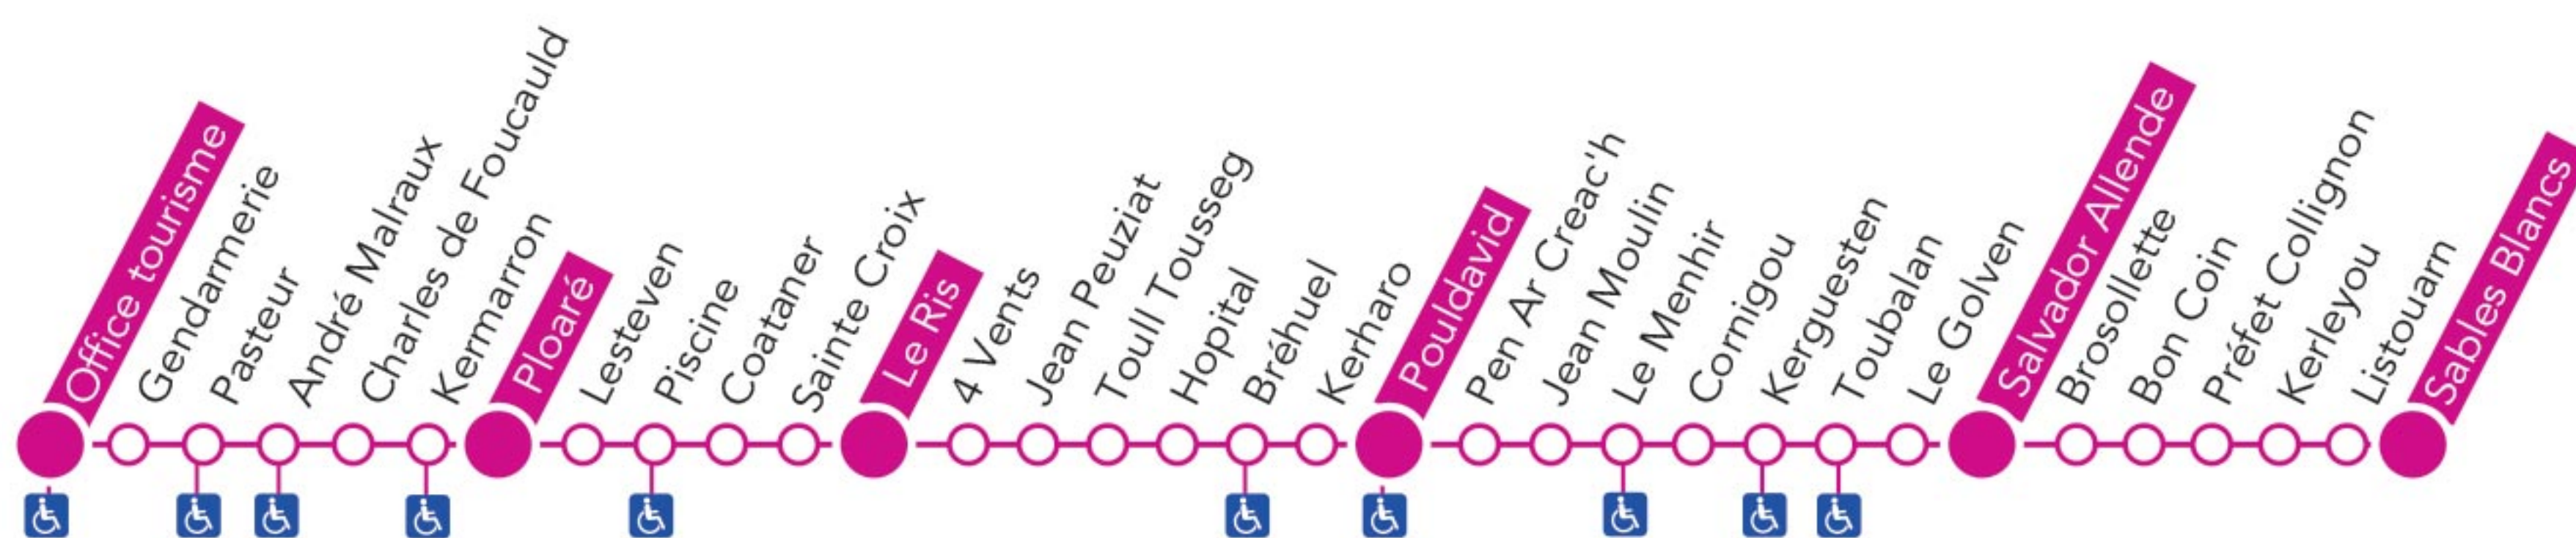 Office tourisme
Gendarmerie
Pasteur
André Malraux
Charles de Foucauld
Kermarron
Ploaré
Lesteven
Piscine
Coataner
Sainte Croix
Le Ris
4 Vents
Jean Peuziat
Toull Tousseg
Hopital
Bréhuel
Kerharo
Pouldavid
Pen Ar Creac'h
Jean Moulin
Le Menhir
Cornigou
Kerguesten
Toubalan
Le Golven
Salvador Allende
Brosollette
Bon Coin
Préfet Collignon
Kerleyou
Listouarn
Sables Blancs